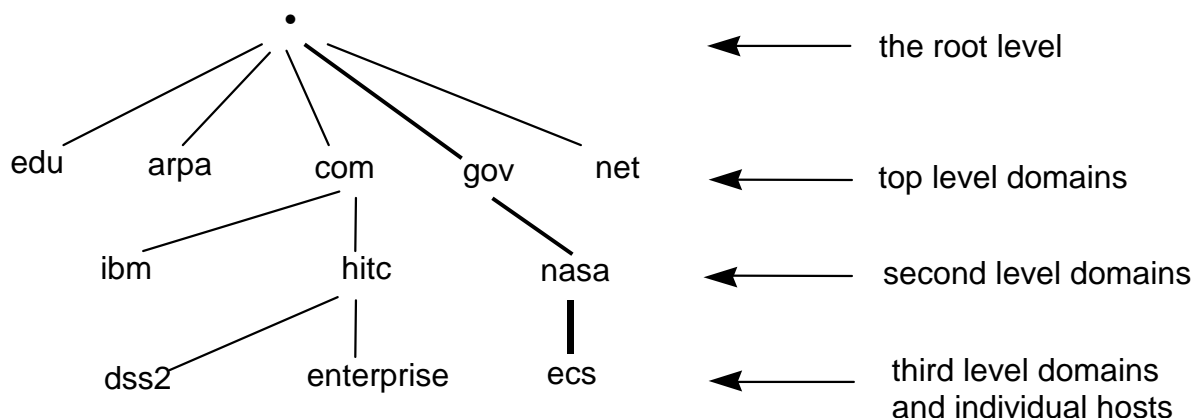 .
the root level
edu arpa com gov net
top level domains
ibm hitc nasa
second level domains
dss2 enterprise ecs
third level domains
and individual hosts